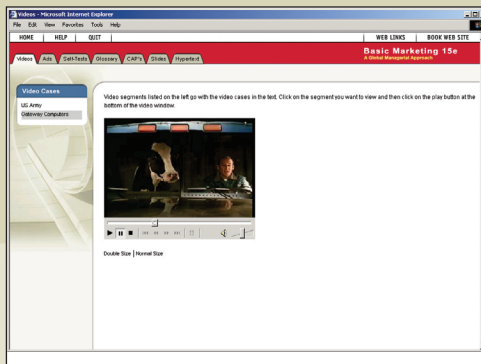 Videos - Microsoft Internet Explorer
File Edit View Favorites Tools Help
HOME HELP QUIT WEB LINKS BOOK WEB SITE
Basic Marketing 15e
A Global Managerial Approach
Videos Ads Self-Tests Glossary CAP's Slides Hypertext
Video Cases
US Army
Gateway Computers
Video segments listed on the left go with the video cases in the text. Click on the segment you want to view and then click on the play button at the
bottom of the video window.
Double Size | Normal Size